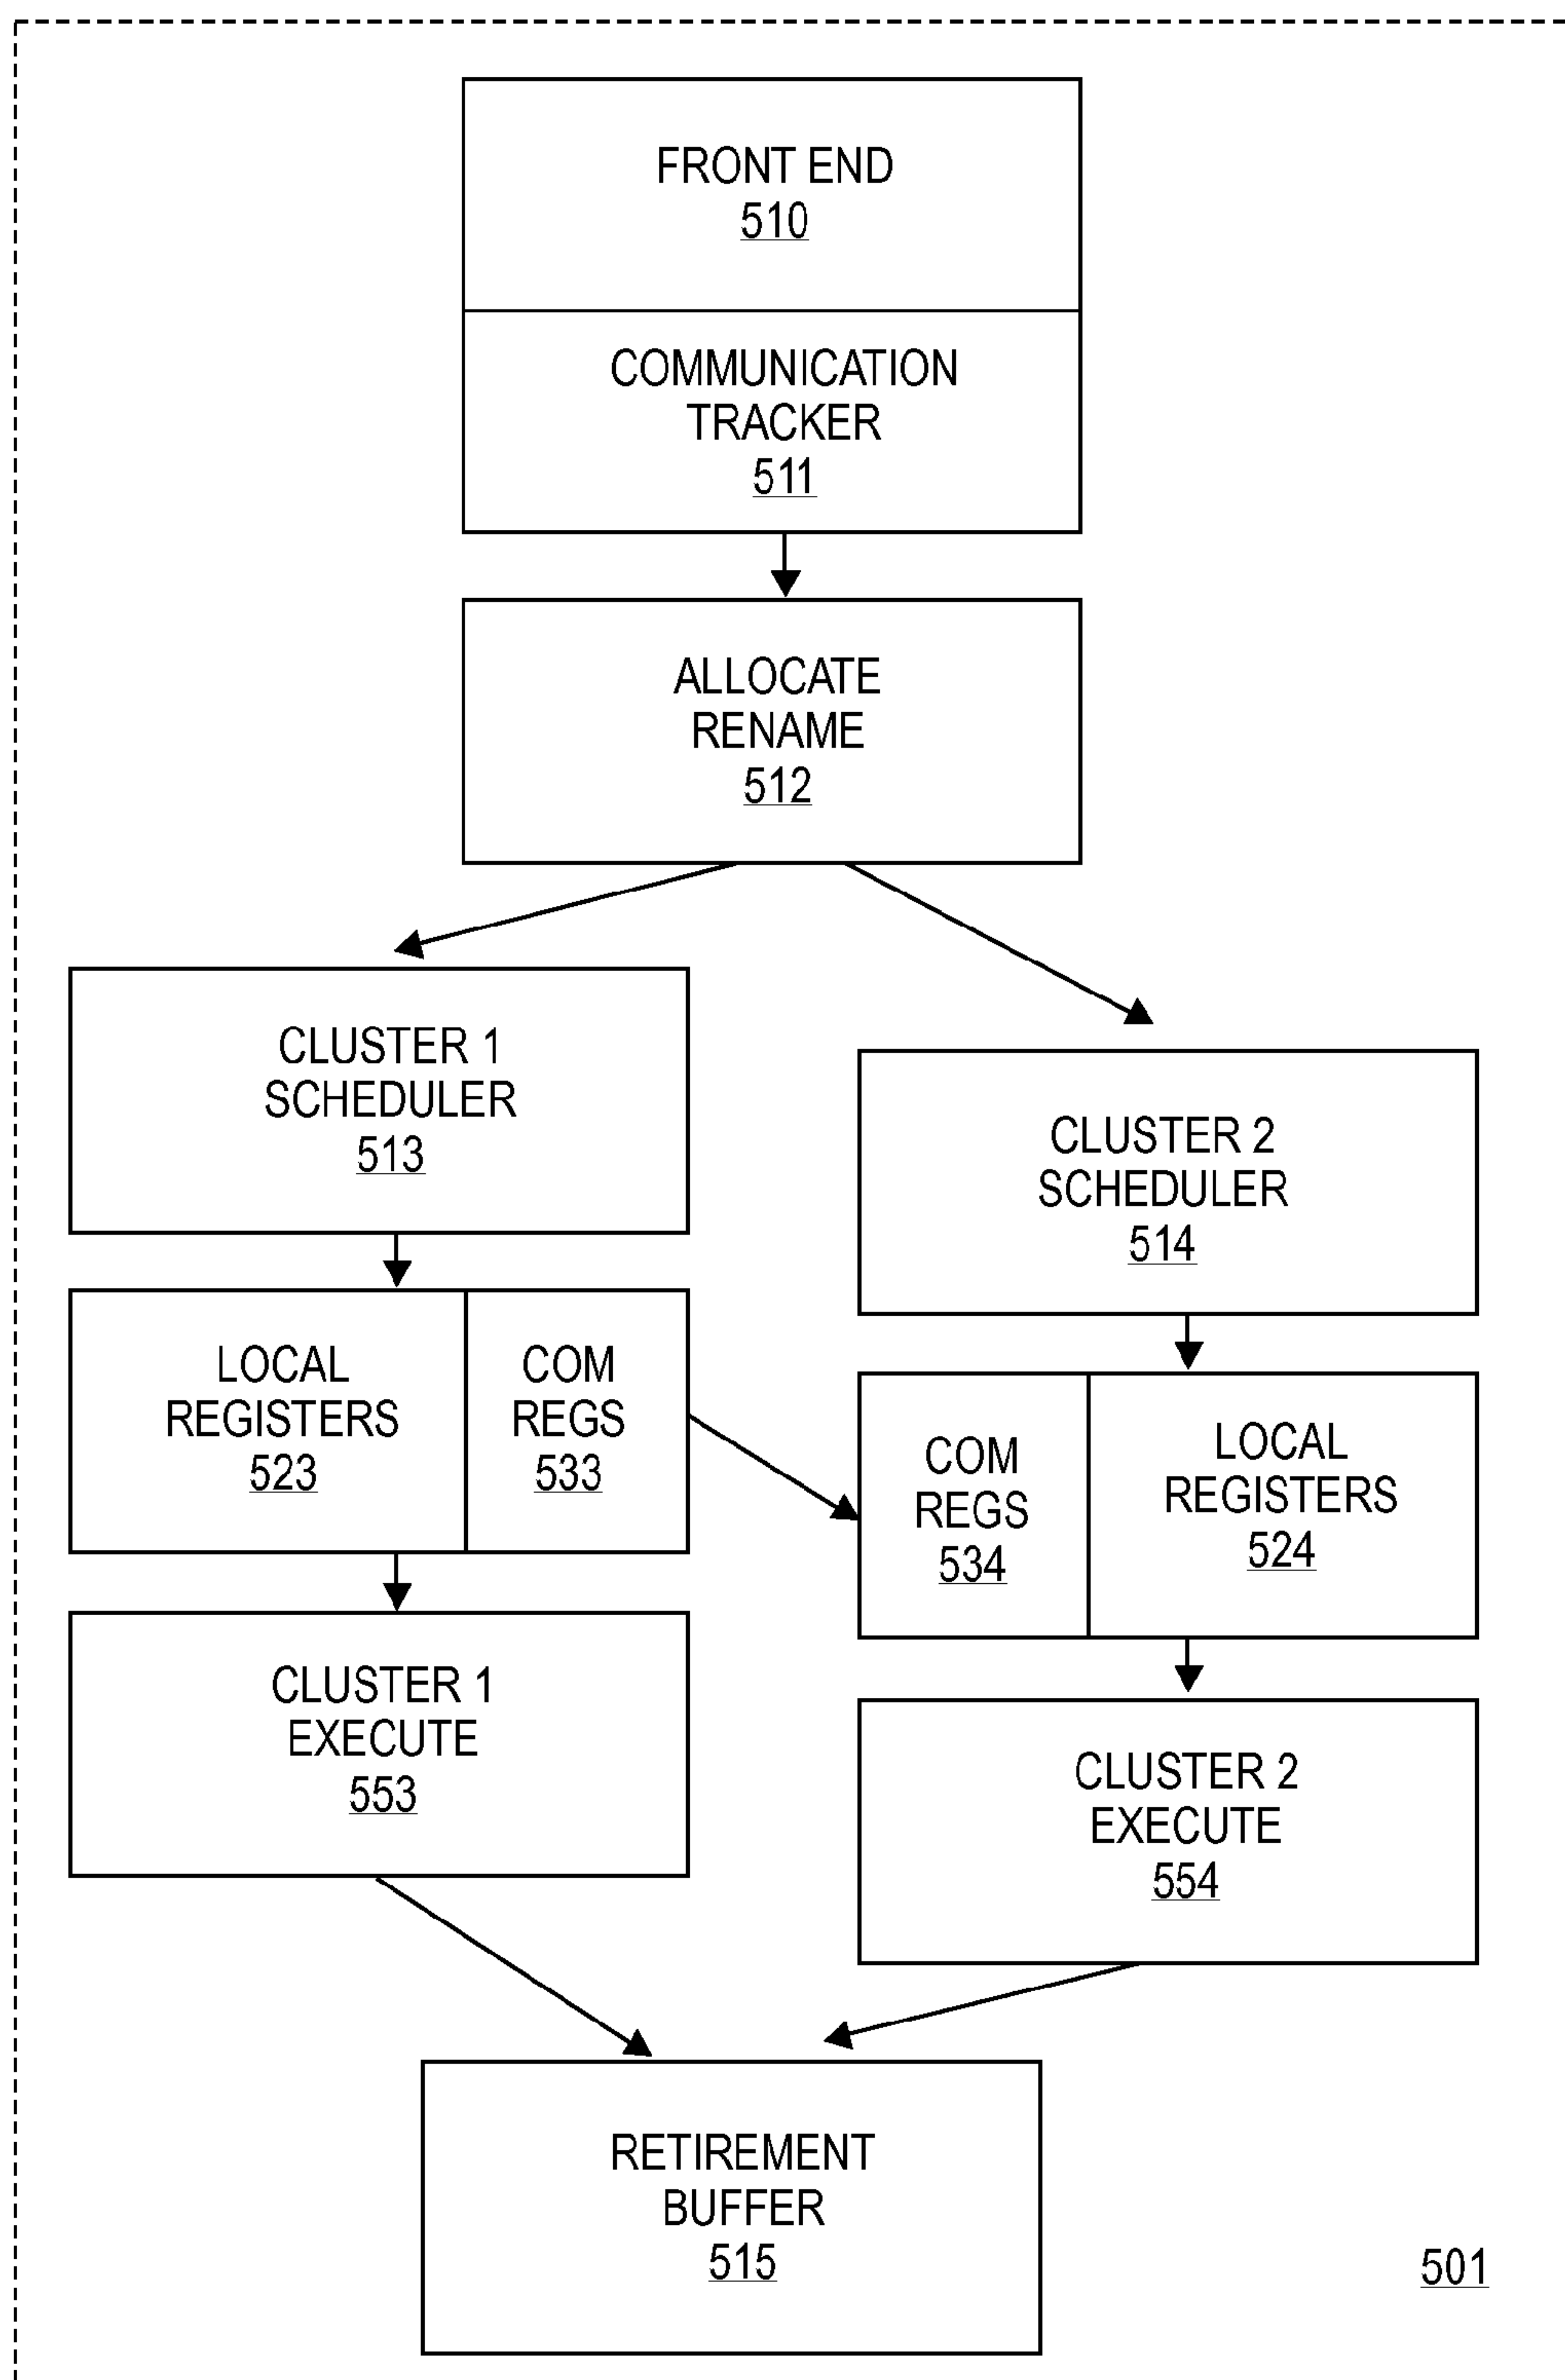 FRONT END
510
COMMUNICATION
TRACKER
511
ALLOCATE
RENAME
512
CLUSTER 1
SCHEDULER
513
CLUSTER 2
SCHEDULER
514
LOCAL
REGISTERS
523
COM
REGS
533
COM
REGS
534
LOCAL
REGISTERS
524
CLUSTER 1
EXECUTE
553
CLUSTER 2
EXECUTE
554
RETIREMENT
BUFFER
515
501